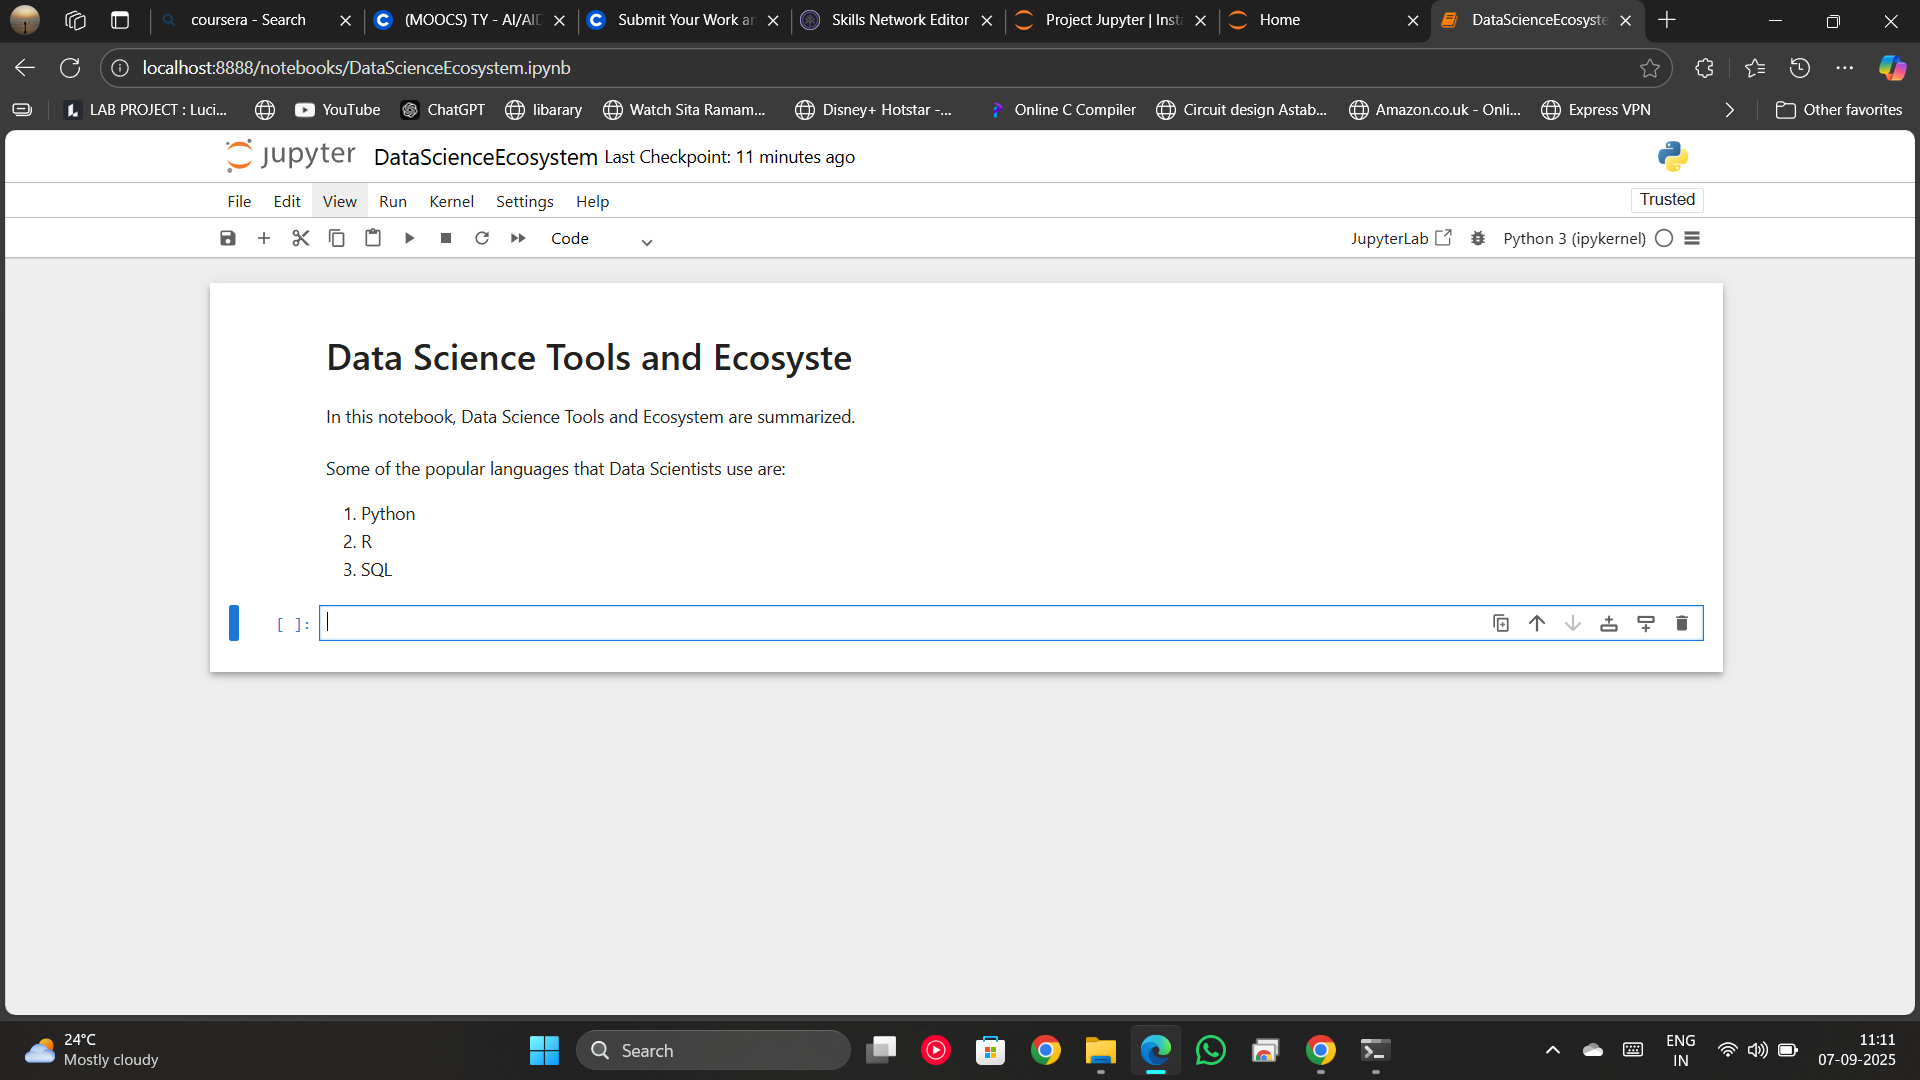 coursera - Search
(MOOCS) TY - AI/AID
Submit Your Work an
Skills Network Editor
Project Jupyter | Insta
Home
DataScienceEcosyste
localhost:8888/notebooks/DataScienceEcosystem.ipynb
LAB PROJECT : Luci...
YouTube
ChatGPT
libarary
Watch Sita Ramam...
Disney+ Hotstar -...
Online C Compiler
Circuit design Astab...
Amazon.co.uk - Onli...
Express VPN
Other favorites
jupyter DataScienceEcosystem Last Checkpoint: 11 minutes ago
File Edit View Run Kernel Settings Help
Trusted
Code
JupyterLab
Python 3 (ipykernel)
Data Science Tools and Ecosyste
In this notebook, Data Science Tools and Ecosystem are summarized.
Some of the popular languages that Data Scientists use are:
1. Python
2. R
3. SQL
[ ]:
24°C
Mostly cloudy
Search
ENG
IN
11:11
07-09-2025